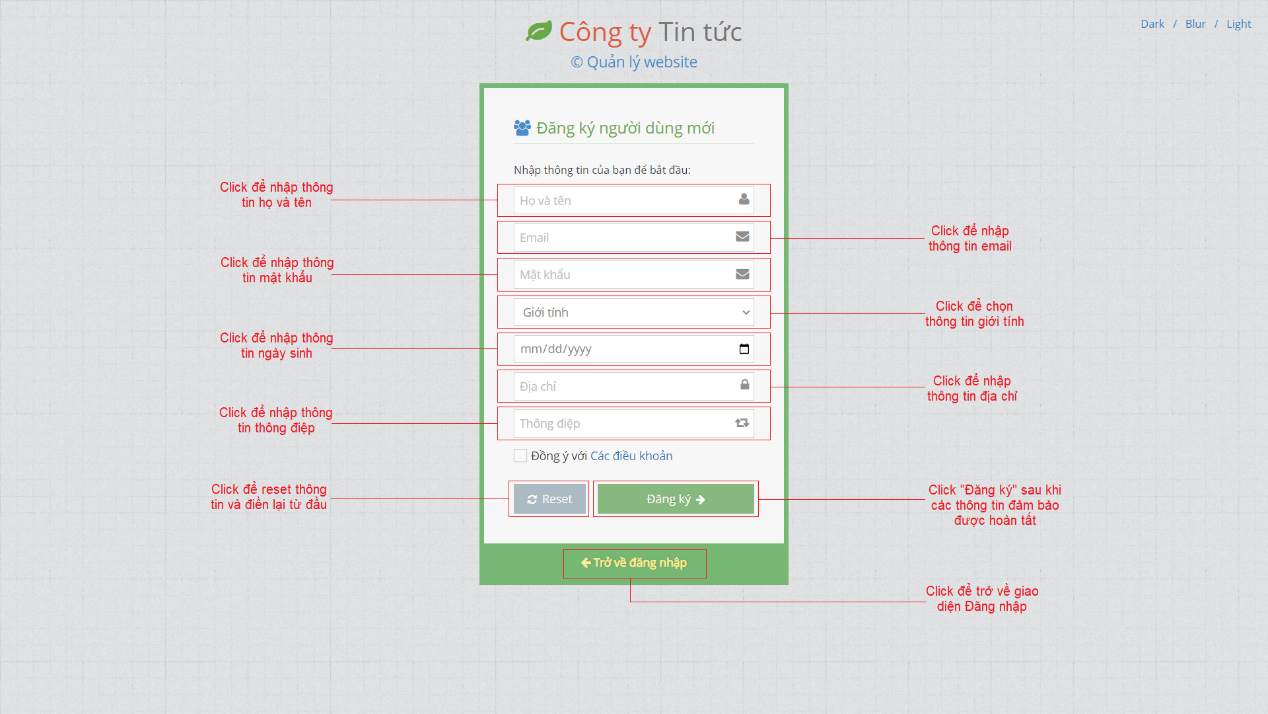 Công ty Tin tức
© Quản lý website
Dark / Blur / Light
Đăng ký người dùng mới
Nhập thông tin của bạn để bắt đầu:
Click để nhập thông
tin họ và tên
Họ và tên
Email
Click để nhập
thông tin email
Click để nhập thông
tin mật khẩu
Mật khẩu
Giới tính
Click để chọn
thông tin giới tính
Click để nhập thông
tin ngày sinh
mm/dd/yyyy
Địa chỉ
Click để nhập
thông tin địa chỉ
Click để nhập thông
tin thông điệp
Thông điệp
Đồng ý với Các điều khoản
Click để reset thông
tin và điền lại từ đầu
Reset
Đăng ký
Click "Đăng ký" sau khi
các thông tin đảm bảo
được hoàn tất
Trở về đăng nhập
Click để trở về giao
diện Đăng nhập